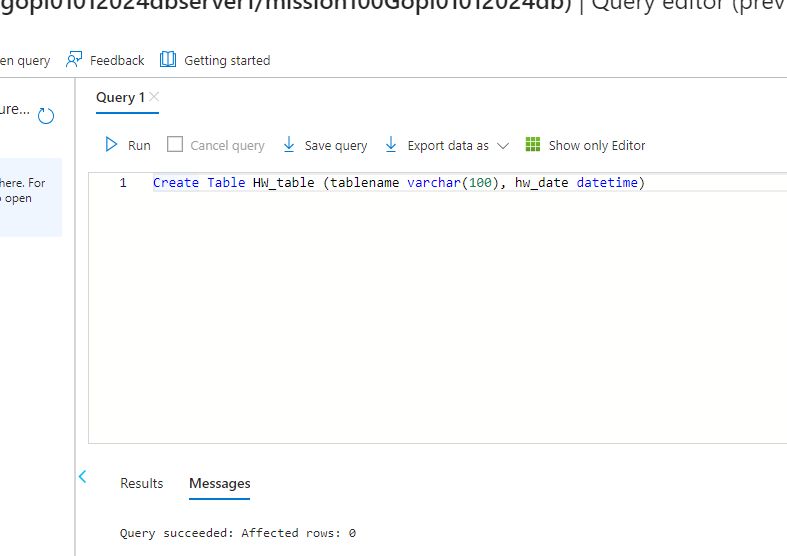 gopi01012024dbserver1/mission100Gopi01012024db) | Query editor (prev
en query Feedback Getting started
ure...
Query 1
Run Cancel query Save query Export data as Show only Editor
here. For
open
1 Create Table HW_table (tablename varchar(100), hw_date datetime)
Results Messages
Query succeeded: Affected rows: 0